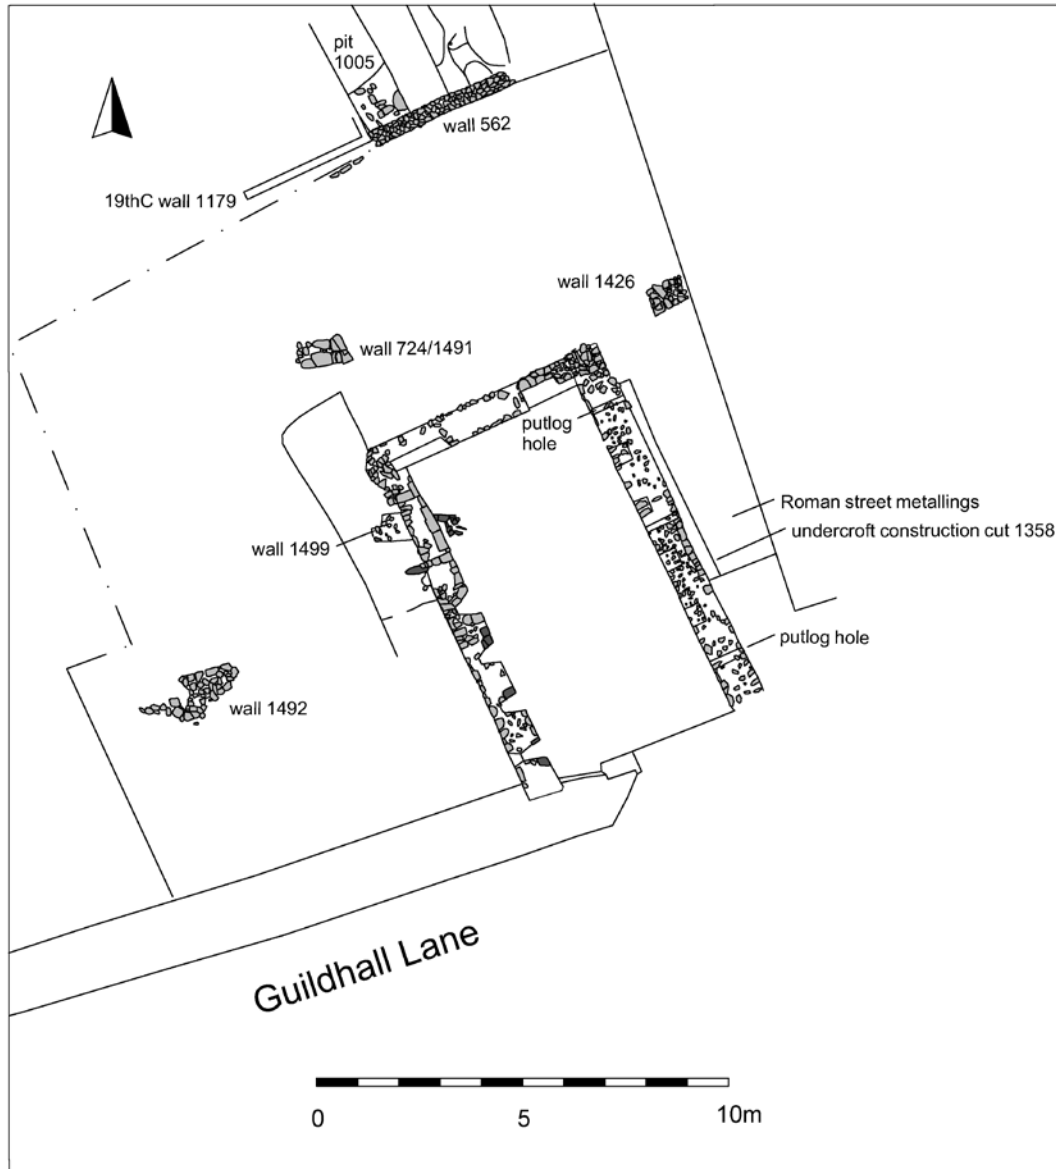 pit
1005
wall 562
19thC wall 1179
wall 1426
wall 724/1491
putlog
hole
Roman street metallings
undercroft construction cut 1358
wall 1499
putlog hole
wall 1492
Guildhall Lane
0 5 10m